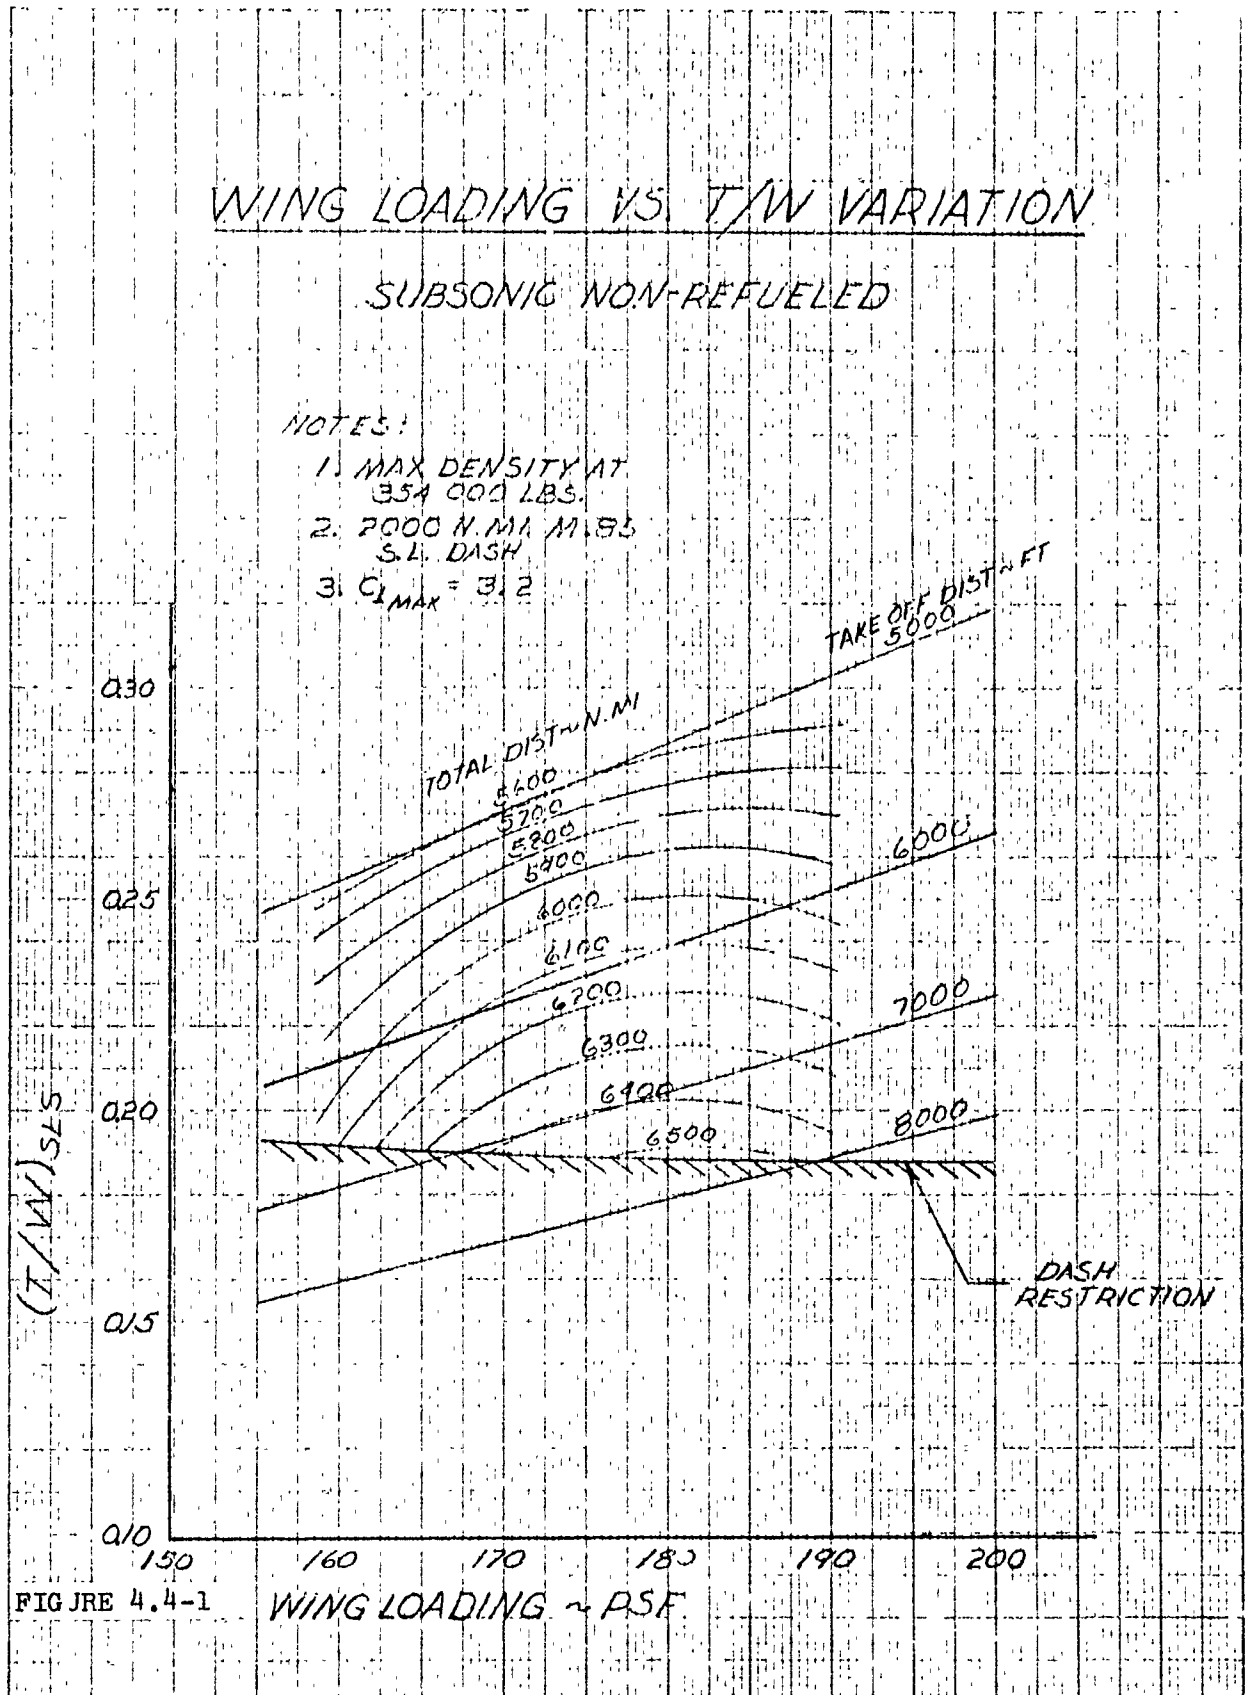 WING LOADING VS. T/W VARIATION
SUBSONIC NON-REFUELED
NOTES:
1. MAX DENSITY AT
354 000 LBS.
2. 2000 N.MI. M.85
S.L. DASH
3. CLMAX = 3.2
TAKE OFF DIST ~ FT
5000
TOTAL DIST ~ N.MI
5600
5700
5800
5900
6000
6100
6200
6300
6400
6500
6000
7000
8000
DASH
RESTRICTION
(T/W)SLS
0.30
0.25
0.20
0.15
0.10
150
160
170
180
190
200
FIGJRE 4.4-1
WING LOADING ~ PSF